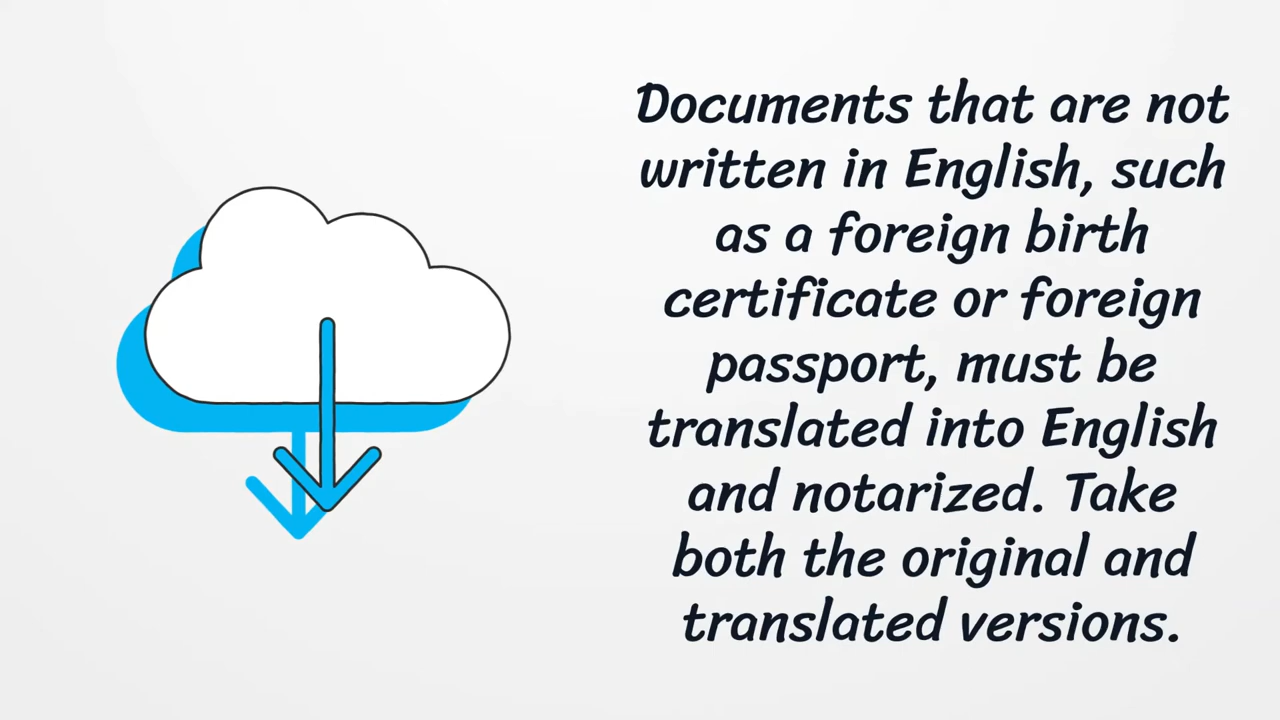 Documents that are not
written in English, such
as a foreign birth
certificate or foreign
passport, must be
translated into English
and notarized. Take
both the original and
translated versions.